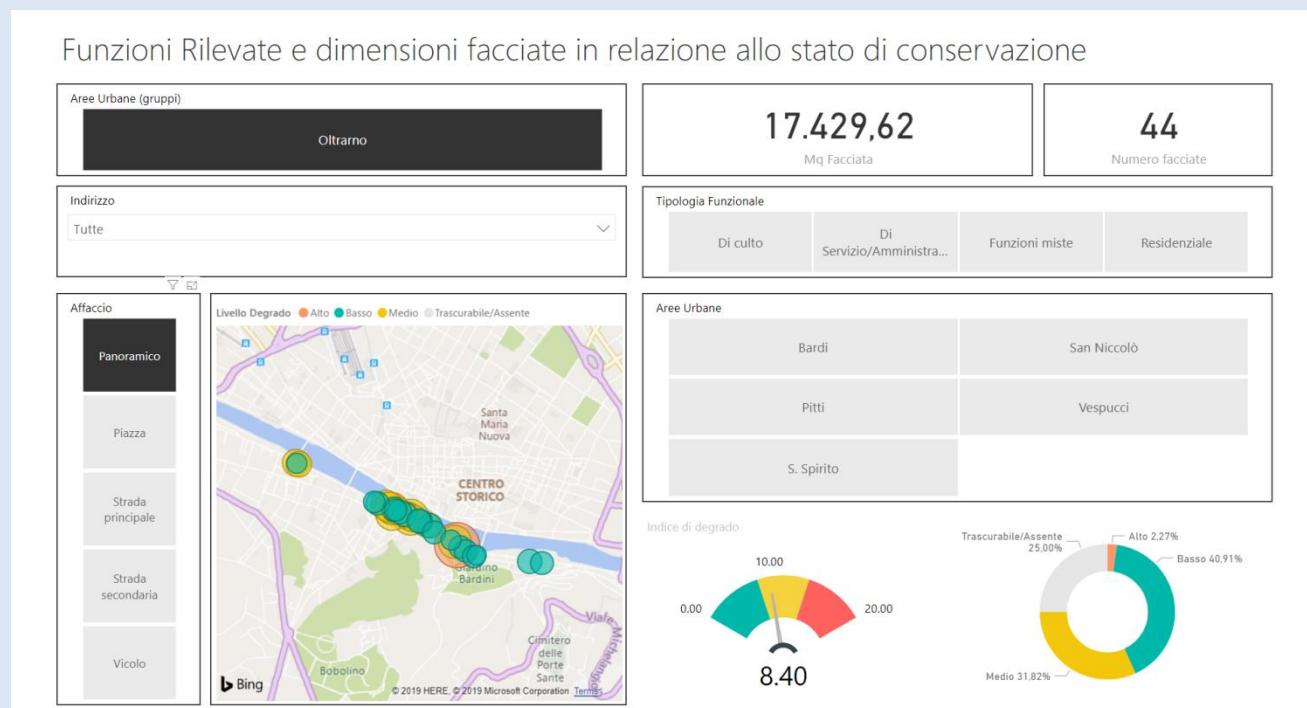 Funzioni Rilevate e dimensioni facciate in relazione allo stato di conservazione
Aree Urbane (gruppi)
Oltrarno
17.429,62
Mq Facciata
44
Numero facciate
Indirizzo
Tutte
Tipologia Funzionale
Di culto
Di
Servizio/Amministra...
Funzioni miste
Residenziale
Affaccio
Panoramico
Piazza
Strada
principale
Strada
secondaria
Vicolo
Livello Degrado Alto Basso Medio Trascurabile/Assente
Santa
Maria
Nuova
CENTRO
STORICO
Giardino
Bardini
Viale Michelangio
Cimitero
delle
Porte
Sante
Bobolino
Bing
© 2019 HERE, © 2019 Microsoft Corporation Terms
Aree Urbane
Bardi
San Niccolò
Pitti
Vespucci
S. Spirito
Indice di degrado
0.00
10.00
20.00
8.40
Trascurabile/Assente
25,00%
Alto 2,27%
Basso 40,91%
Medio 31,82%